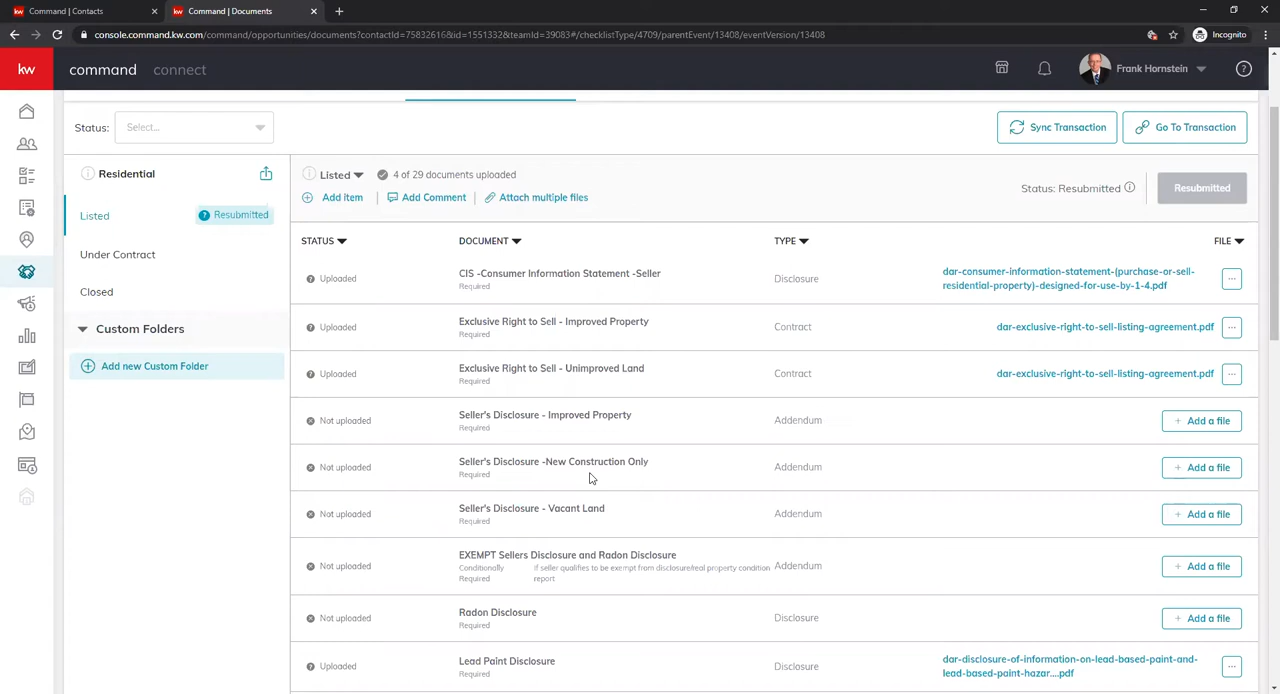 Command | Contacts
Command | Documents
console.command.kw.com/command/opportunities/documents?contactId=75832616&id=1551332&teamId=39083#/checklistType/4709/parentEvent/13408/eventVersion/13408
Incognito
kw
command
connect
Frank Hornstein
Status:
Select...
Sync Transaction
Go To Transaction
Residential
Listed
Resubmitted
Under Contract
Closed
Custom Folders
Add new Custom Folder
Listed
4 of 29 documents uploaded
Add item
Add Comment
Attach multiple files
Status: Resubmitted
Resubmitted
STATUS DOCUMENT TYPE FILE
Uploaded
CIS -Consumer Information Statement -Seller
Required
Disclosure
dar-consumer-information-statement-(purchase-or-sell-
residential-property)-designed-for-use-by-1-4.pdf
Uploaded
Exclusive Right to Sell - Improved Property
Required
Contract
dar-exclusive-right-to-sell-listing-agreement.pdf
Uploaded
Exclusive Right to Sell - Unimproved Land
Required
Contract
dar-exclusive-right-to-sell-listing-agreement.pdf
Not uploaded
Seller's Disclosure - Improved Property
Required
Addendum
+ Add a file
Not uploaded
Seller's Disclosure -New Construction Only
Required
Addendum
+ Add a file
Not uploaded
Seller's Disclosure - Vacant Land
Required
Addendum
+ Add a file
Not uploaded
EXEMPT Sellers Disclosure and Radon Disclosure
Conditionally
Required
if seller qualifies to be exempt from disclosure/real property condition
report
Addendum
+ Add a file
Not uploaded
Radon Disclosure
Required
Disclosure
+ Add a file
Uploaded
Lead Paint Disclosure
Required
Disclosure
dar-disclosure-of-information-on-lead-based-paint-and-
lead-based-paint-hazar....pdf